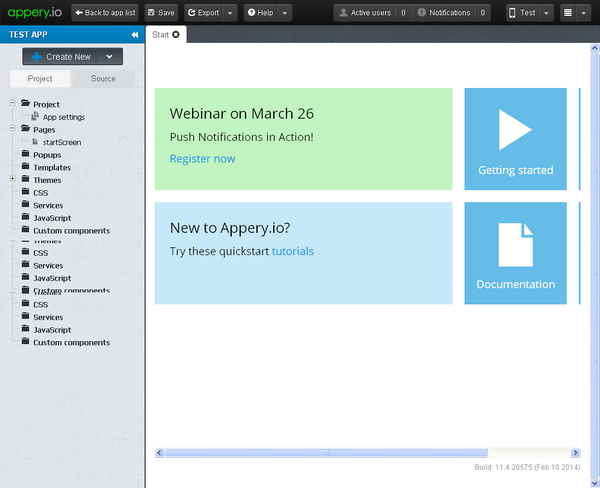 appery.io Back to app list Save Export Help Active users 0 Notifications 0 Test
TEST APP
Start
Create New
Project Source
Project
App settings
Pages
startScreen
Popups
Templates
Themes
CSS
Services
JavaScript
Custom components
Themes
CSS
Services
JavaScript
Custom components
CSS
Services
JavaScript
Custom components
Webinar on March 26
Push Notifications in Action!
Register now
Getting started
New to Appery.io?
Try these quickstart tutorials
Documentation
Build: 11.4.20575 (Feb 10 2014)